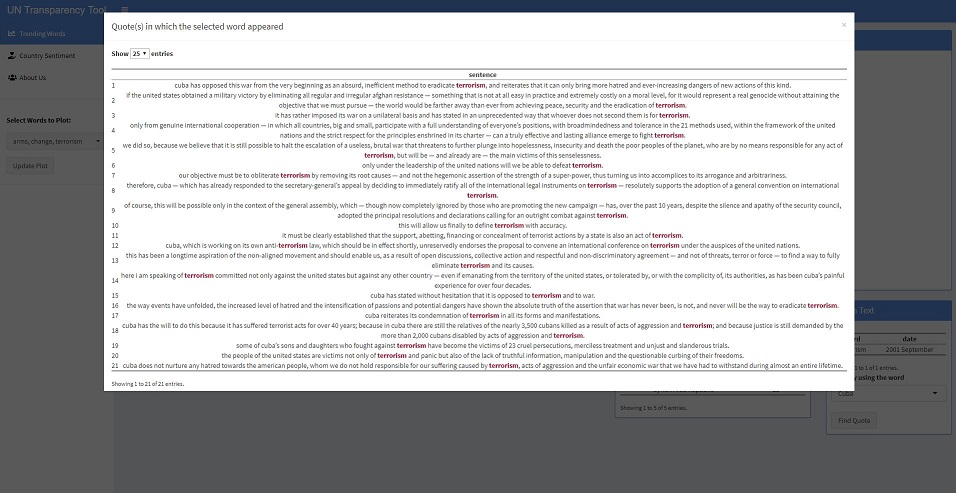 UN Transparency Tool
Trending Words
Country Sentiment
About Us
Select Words to Plot:
arms, change, terrorism
Update Plot
Quote(s) in which the selected word appeared
×
Show 25 entries
sentence
1 cuba has opposed this war from the very beginning as an absurd, inefficient method to eradicate terrorism, and reiterates that it can only bring more hatred and ever-increasing dangers of new actions of this kind.
2 if the united states obtained a military victory by eliminating all regular and irregular afghan resistance — something that is not at all easy in practice and extremely costly on a moral level, for it would represent a real genocide without attaining the
objective that we must pursue — the world would be farther away than ever from achieving peace, security and the eradication of terrorism.
3 it has rather imposed its war on a unilateral basis and has stated in an unprecedented way that whoever does not second them is for terrorism.
4 only from genuine international cooperation — in which all countries, big and small, participate with a full understanding of everyone's positions, with broadmindedness and tolerance in the 21 methods used, within the framework of the united
nations and the strict respect for the principles enshrined in its charter — can a truly effective and lasting alliance emerge to fight terrorism.
5 we did so, because we believe that it is still possible to halt the escalation of a useless, brutal war that threatens to further plunge into hopelessness, insecurity and death the poor peoples of the planet, who are by no means responsible for any act of
terrorism, but will be — and already are — the main victims of this senselessness.
6 only under the leadership of the united nations will we be able to defeat terrorism.
7 our objective must be to obliterate terrorism by removing its root causes — and not the hegemonic assertion of the strength of a super-power, thus turning us into accomplices to its arrogance and arbitrariness.
8 therefore, cuba — which has already responded to the secretary-general's appeal by deciding to immediately ratify all of the international legal instruments on terrorism — resolutely supports the adoption of a general convention on international
terrorism.
9 of course, this will be possible only in the context of the general assembly, which — though now completely ignored by those who are promoting the new campaign — has, over the past 10 years, despite the silence and apathy of the security council,
adopted the principal resolutions and declarations calling for an outright combat against terrorism.
10 this will allow us finally to define terrorism with accuracy.
11 it must be clearly established that the support, abetting, financing or concealment of terrorist actions by a state is also an act of terrorism.
12 cuba, which is working on its own anti-terrorism law, which should be in effect shortly, unreservedly endorses the proposal to convene an international conference on terrorism under the auspices of the united nations.
13 this has been a longtime aspiration of the non-aligned movement and should enable us, as a result of open discussions, collective action and respectful and non-discriminatory agreement — and not of threats, terror or force — to find a way to fully
eliminate terrorism and its causes.
14 here i am speaking of terrorism committed not only against the united states but against any other country — even if emanating from the territory of the united states, or tolerated by, or with the complicity of, its authorities, as has been cuba's painful
experience for over four decades.
15 cuba has stated without hesitation that it is opposed to terrorism and to war.
16 the way events have unfolded, the increased level of hatred and the intensification of passions and potential dangers have shown the absolute truth of the assertion that war has never been, is not, and never will be the way to eradicate terrorism.
17 cuba reiterates its condemnation of terrorism in all its forms and manifestations.
18 cuba has the will to do this because it has suffered terrorist acts for over 40 years; because in cuba there are still the relatives of the nearly 3,500 cubans killed as a result of acts of aggression and terrorism; and because justice is still demanded by the
more than 2,000 cubans disabled by acts of aggression and terrorism.
19 some of cuba's sons and daughters who fought against terrorism have become the victims of 23 cruel persecutions, merciless treatment and unjust and slanderous trials.
20 the people of the united states are victims not only of terrorism and panic but also of the lack of truthful information, manipulation and the questionable curbing of their freedoms.
21 cuba does not nurture any hatred towards the american people, whom we do not hold responsible for our suffering caused by terrorism, acts of aggression and the unfair economic war that we have had to withstand during almost an entire lifetime.
Showing 1 to 21 of 21 entries.
Text
date
2001 September
1 to 1 of 1 entries.
using the word
Cuba
Find Quote
Showing 1 to 5 of 5 entries.